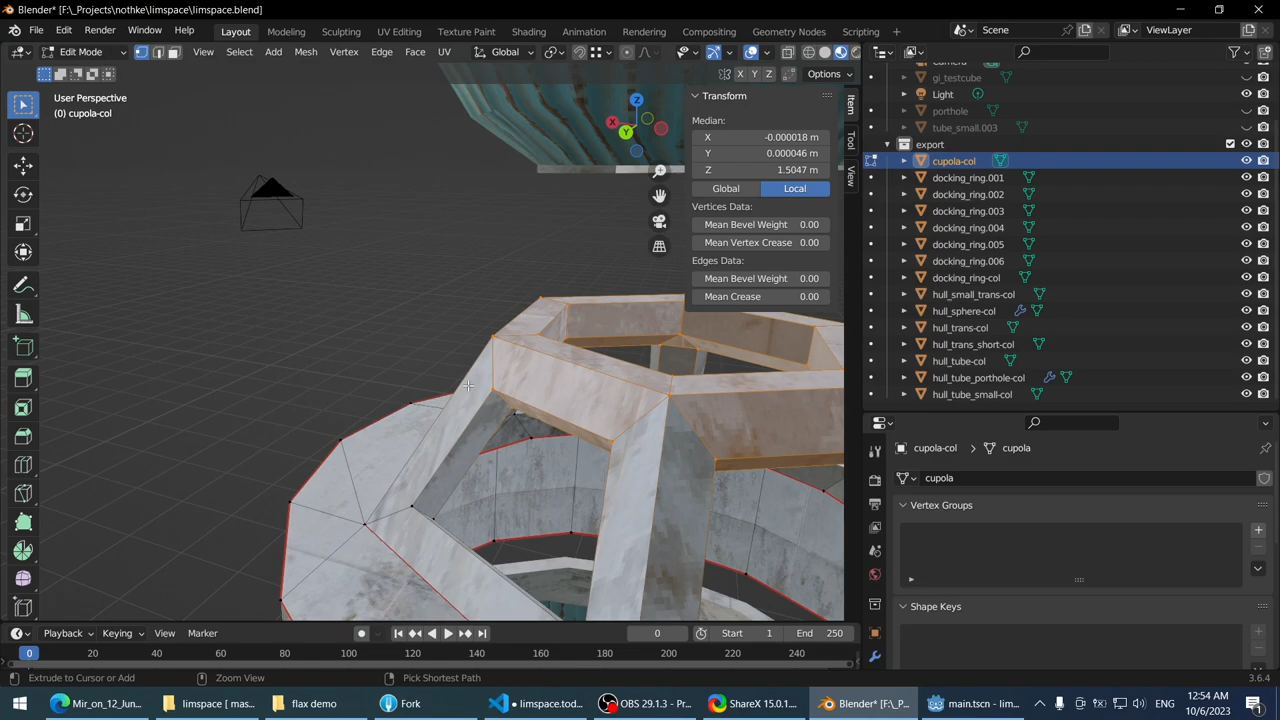 Blender* [F:\_Projects\nothke\limspace\limspace.blend]
File Edit Render Window Help Layout Modeling Sculpting UV Editing Texture Paint Shading Animation Rendering Compositing Geometry Nodes Scripting Scene ViewLayer
Edit Mode View Select Add Mesh Vertex Edge Face UV Global
X Y Z Options
User Perspective
(0) cupola-col
Z
X
Y
Transform
Median:
X -0.000018 m
Y 0.000046 m
Z 1.5047 m
Global Local
Vertices Data:
Mean Bevel Weight 0.00
Mean Vertex Crease 0.00
Edges Data:
Mean Bevel Weight 0.00
Mean Crease 0.00
Item
Tool
View
Camera
gi_testcube
Light
porthole
tube_small.003
export
cupola-col
docking_ring.001
docking_ring.002
docking_ring.003
docking_ring.004
docking_ring.005
docking_ring.006
docking_ring-col
hull_small_trans-col
hull_sphere-col
hull_trans-col
hull_trans_short-col
hull_tube-col
hull_tube_porthole-col
hull_tube_small-col
cupola-col > cupola
cupola
Vertex Groups
Shape Keys
Playback Keying View Marker 0 Start 1 End 250
0 20 40 60 80 100 120 140 160 180 200 220 240
Extrude to Cursor or Add Zoom View Pick Shortest Path 3.6.4
Mir_on_12_Jun... limspace [ mas... flax demo Fork • limspace.tod... OBS 29.1.3 - Pr... ShareX 15.0.1... Blender* [F:\_P... main.tscn - lim... 12:54 AM
10/6/2023